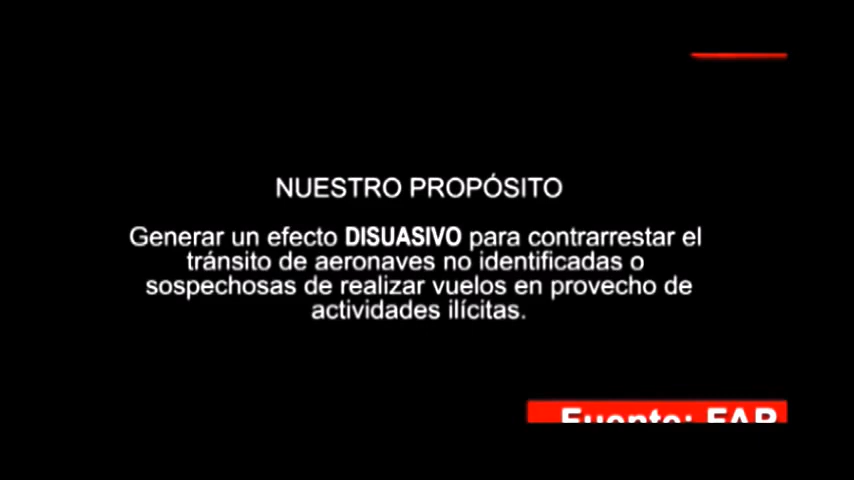 NUESTRO PROPÓSITO
Generar un efecto DISUASIVO para contrarrestar el
tránsito de aeronaves no identificadas o
sospechosas de realizar vuelos en provecho de
actividades ilícitas.
Fuente: